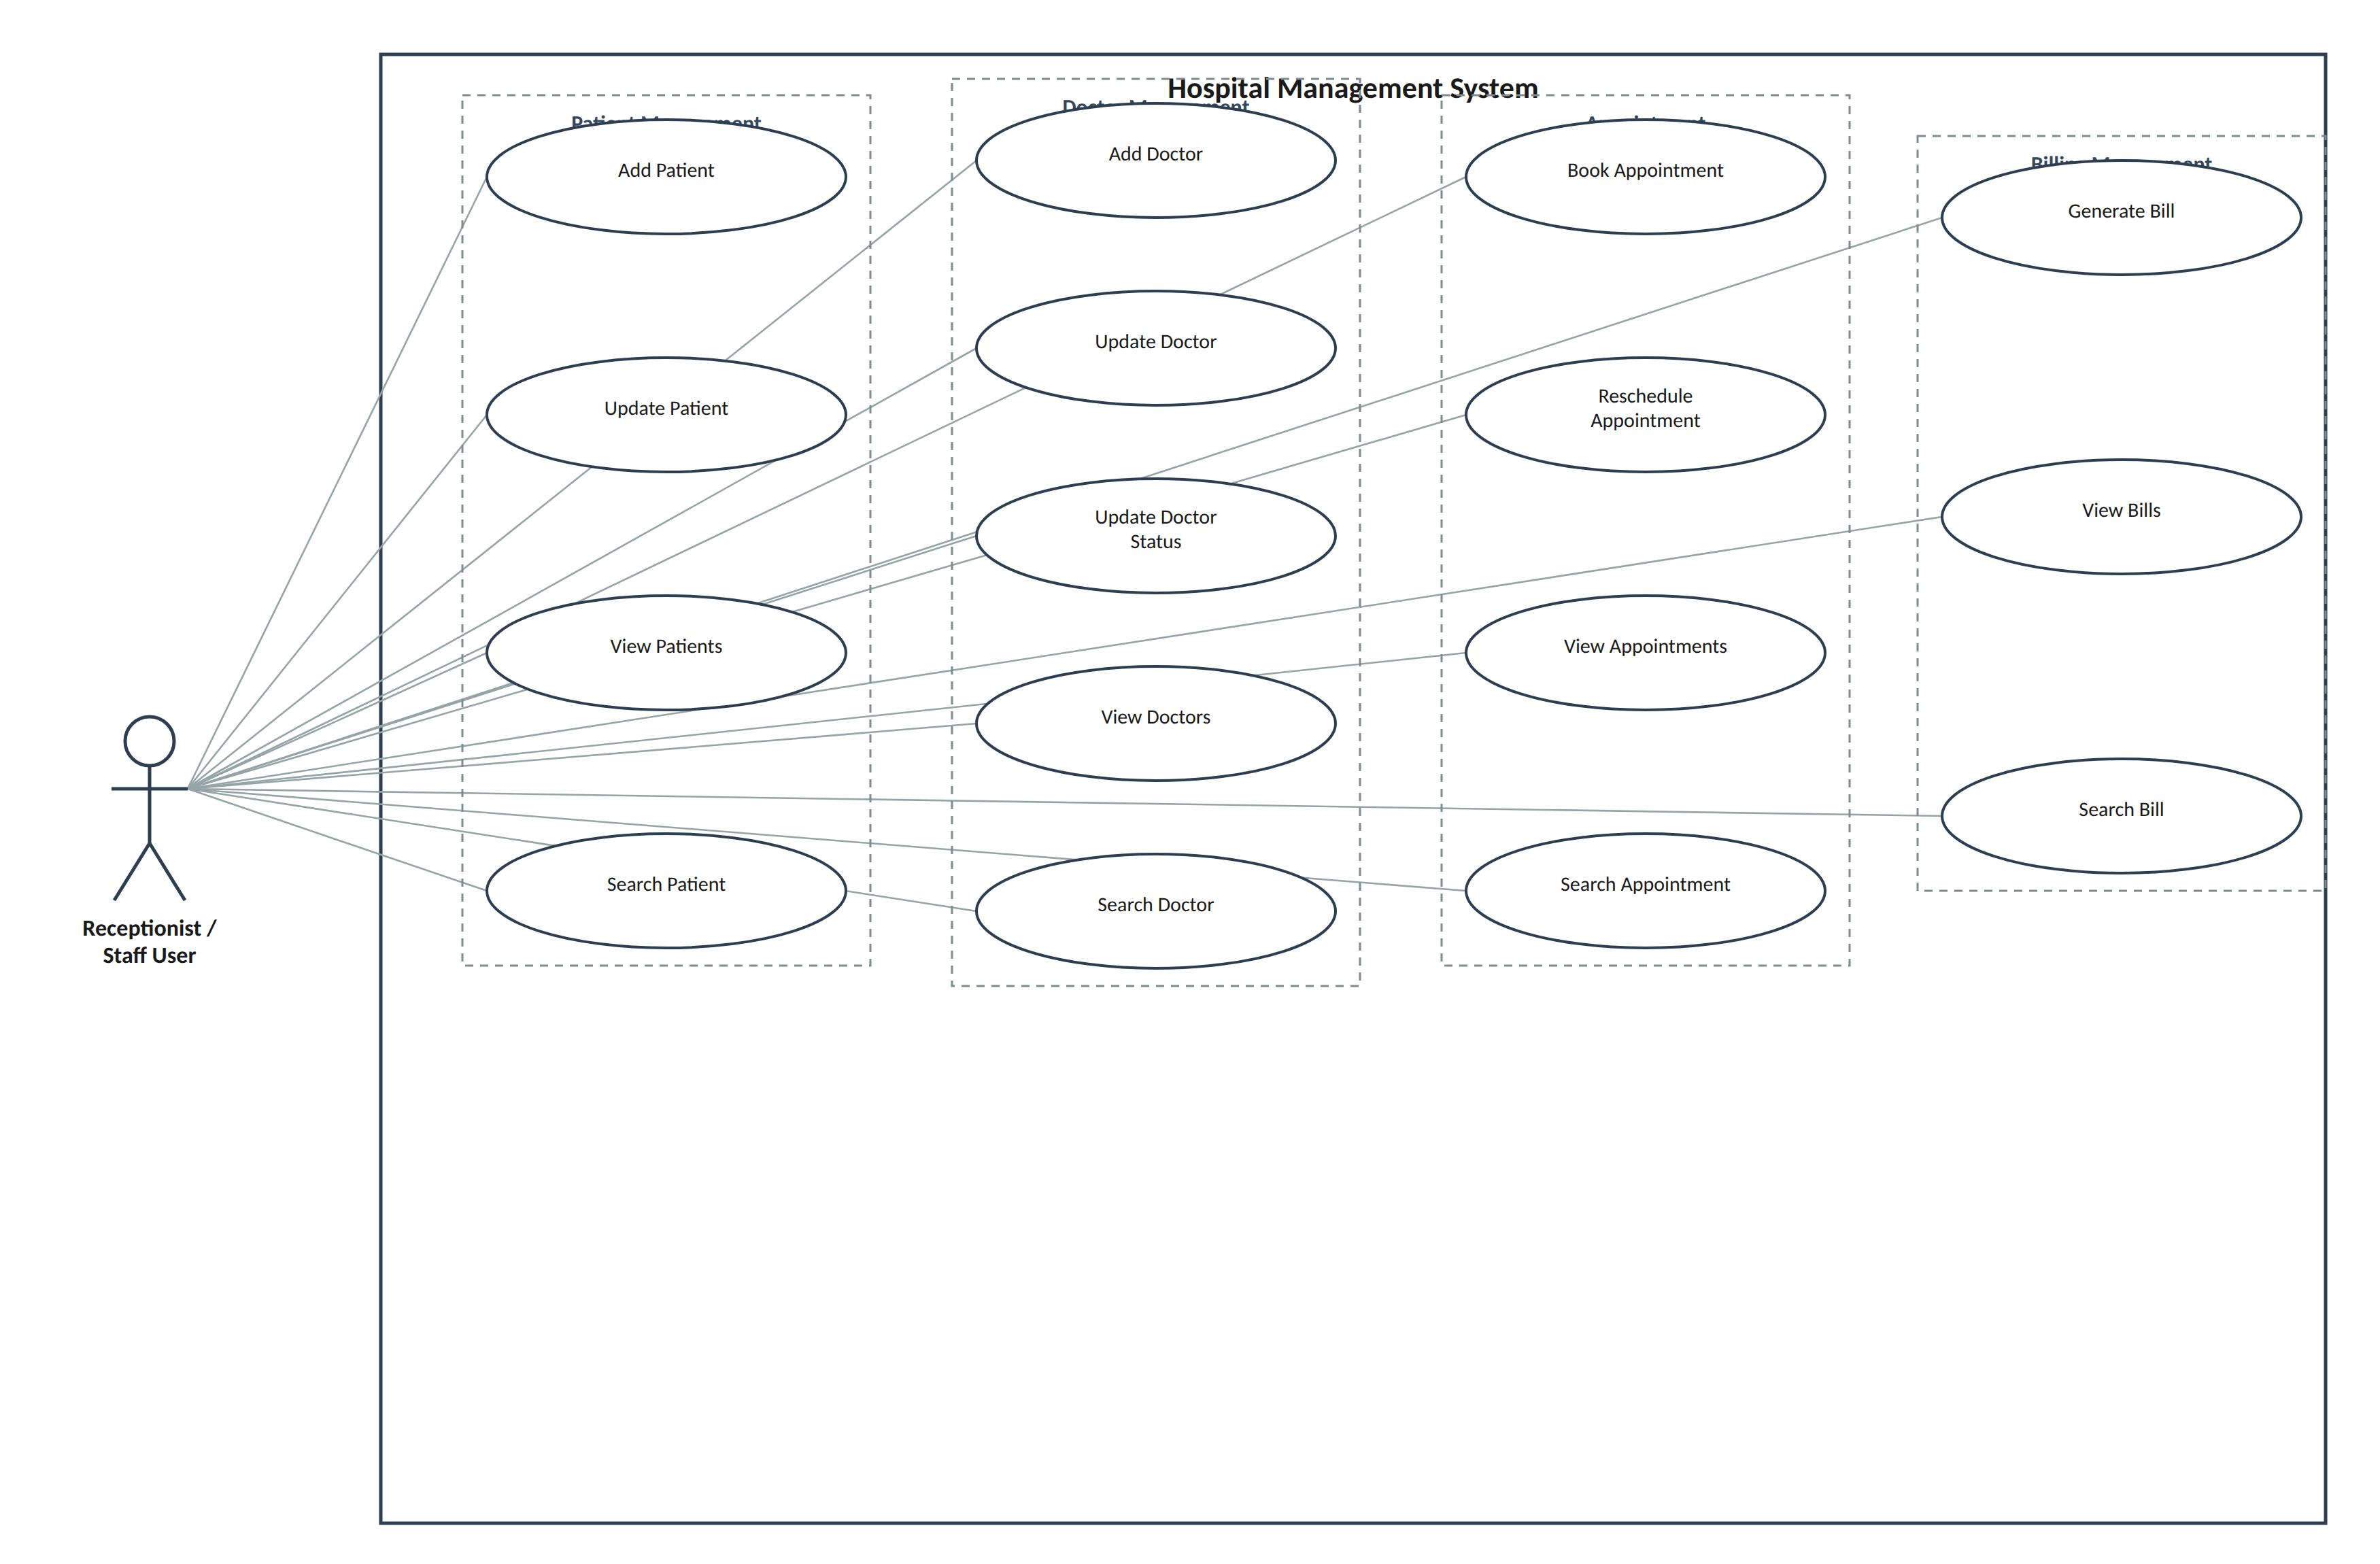 Hospital Management System
Add Patient
Update Patient
View Patients
Search Patient
Add Doctor
Update Doctor
Update Doctor
Status
View Doctors
Search Doctor
Book Appointment
Reschedule
Appointment
View Appointments
Search Appointment
Generate Bill
View Bills
Search Bill
Receptionist /
Staff User